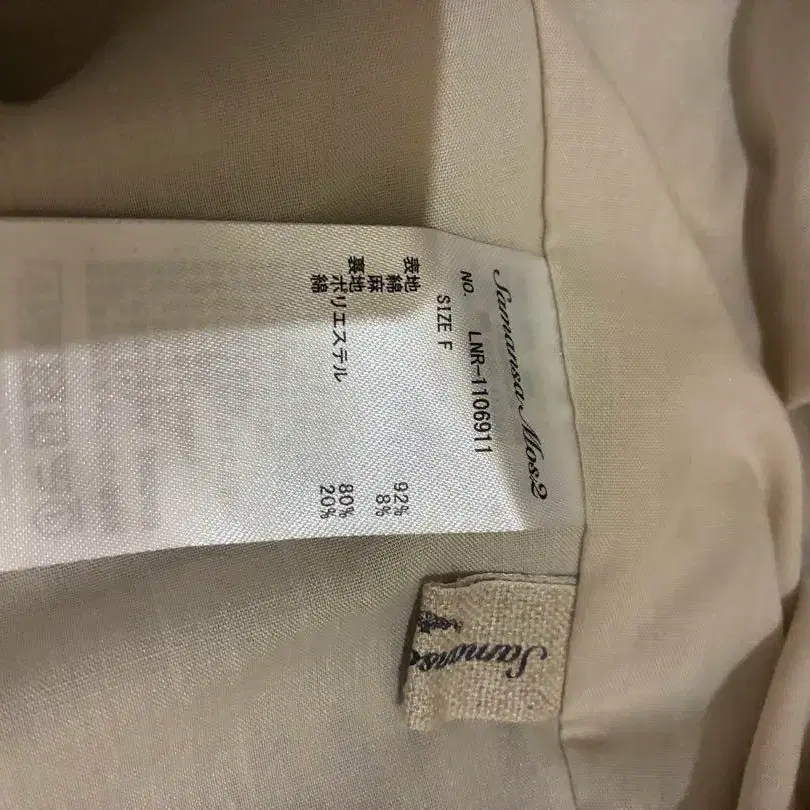 Samansa Mos2
NO. LNR-1106911
SIZE F
表地 綿 92%
麻 8%
裏地 ポリエステル 80%
綿 20%